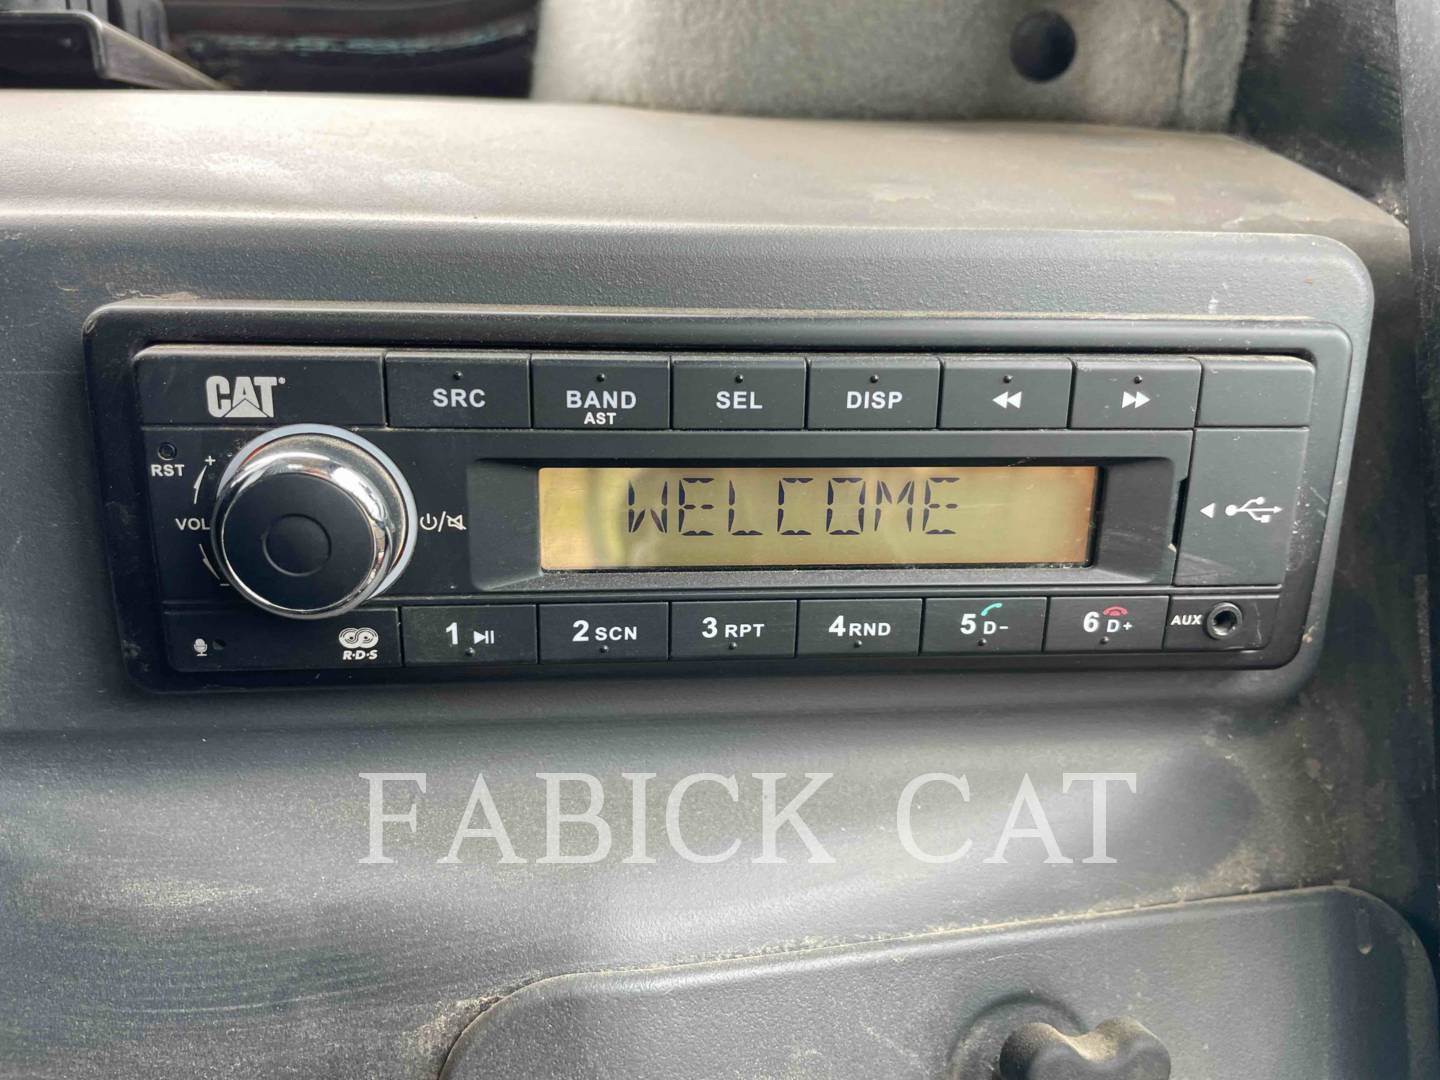 CAT
SRC BAND SEL DISP
AST
RST
+
VOL
WELCOME
-
1 2 SCN 3 RPT 4 RND 5 D- 6 D+ AUX
R·D·S
FABICK CAT